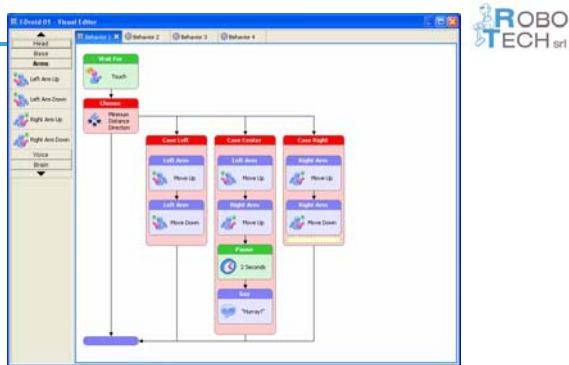 I-Droid 01 - Visual Editor
Behavior 1
Behavior 2
Behavior 3
Behavior 4
ROBO
TECH srl
Head
Base
Arms
Left Arm Up
Left Arm Down
Right Arm Up
Right Arm Down
Voice
Brain
Wait For
Touch
Choose
Minimum
Distance
Direction
Case Left
Left Arm
Move Up
Left Arm
Move Down
Case Center
Left Arm
Move Up
Right Arm
Move Up
Pause
2 Seconds
Say
"Hurray!"
Case Right
Right Arm
Move Up
Right Arm
Move Down